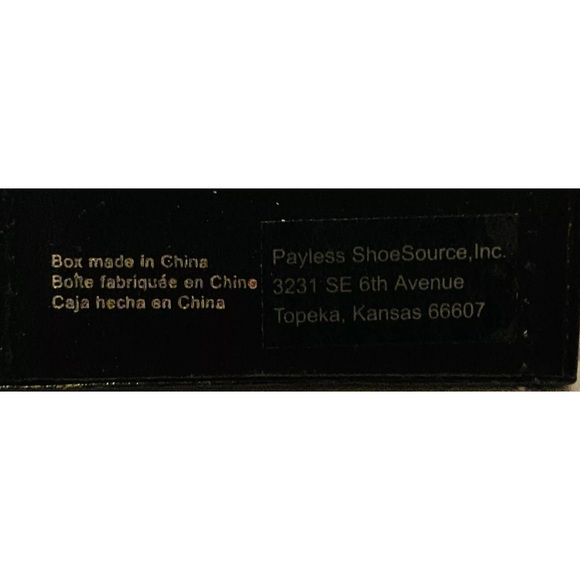 Box made in China
Boîte fabriquée en Chine
Caja hecha en China
Payless ShoeSource,Inc.
3231 SE 6th Avenue
Topeka, Kansas 66607